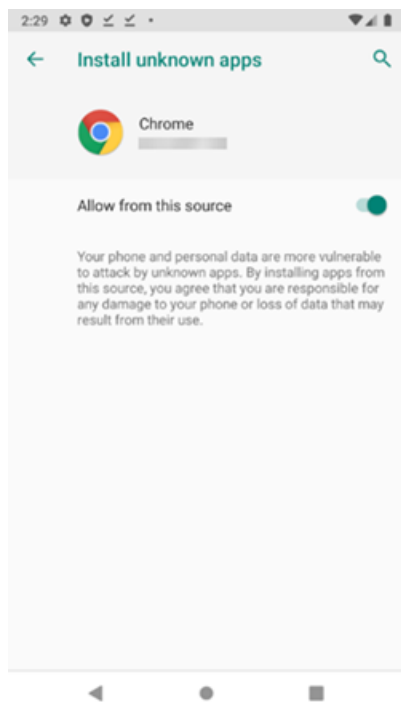 2:29
Install unknown apps
Chrome
Allow from this source
Your phone and personal data are more vulnerable
to attack by unknown apps. By installing apps from
this source, you agree that you are responsible for
any damage to your phone or loss of data that may
result from their use.